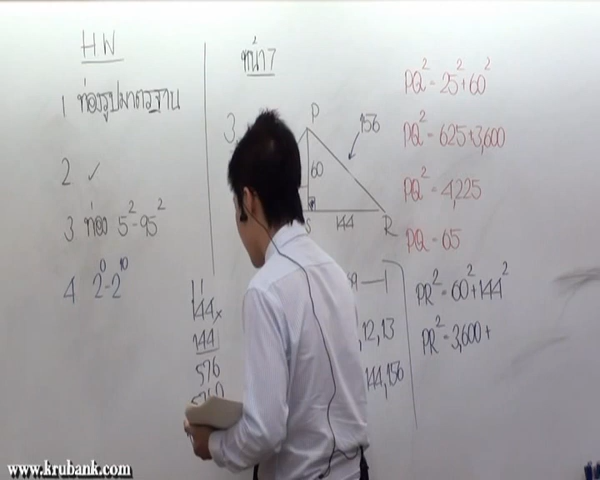 HW
1 ท่องรูปมาตรฐาน
2 ✓
3 ท่อง 5²-95²
4 2⁰-2¹⁰
หน้า 7
3.
P
156
60
S
144
R
144×
144
576
,12,13
144,156
PQ² = 25²+60²
PQ² = 625+3,600
PQ² = 4,225
PQ = 65
PR² = 60²+144²
PR² = 3,600+
www.krubank.com